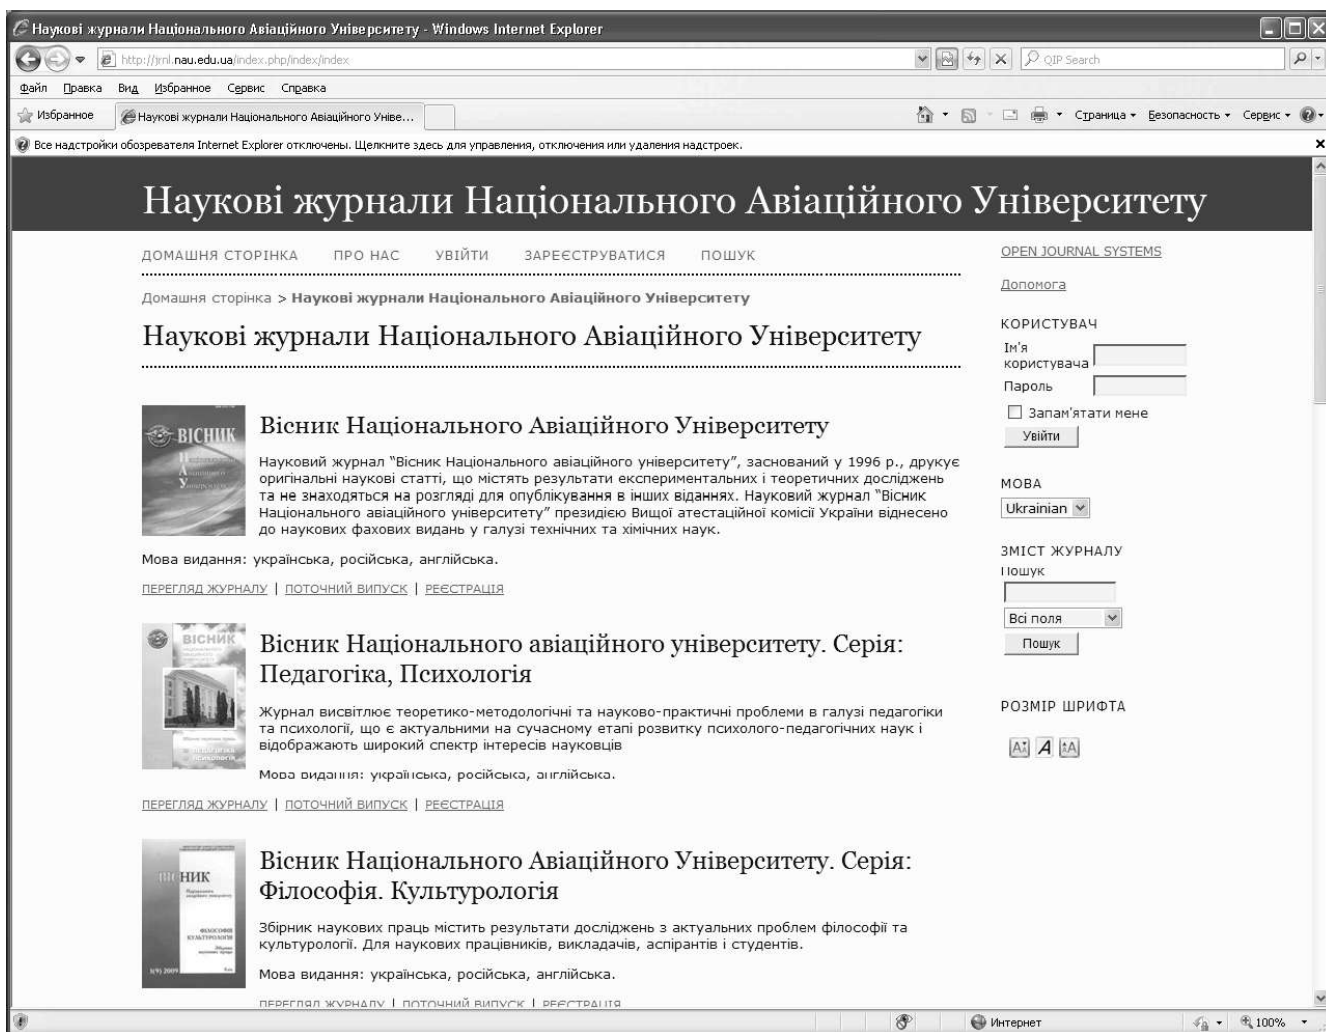 Наукові журнали Національного Авіаційного Університету - Windows Internet Explorer
http://jrnl.nau.edu.ua/index.php/index/index
QIP Search
Файл Правка Вид Избранное Сервис Справка
Избранное
Наукові журнали Національного Авіаційного Униве...
Страница Безопасность Сервис
Все надстройки обозревателя Internet Explorer отключены. Щелкните здесь для управления, отключения или удаления надстроек.
Наукові журнали Національного Авіаційного Університету
ДОМАШНЯ СТОРІНКА ПРО НАС УВІЙТИ ЗАРЕЄСТРУВАТИСЯ ПОШУК
Домашня сторінка > Наукові журнали Національного Авіаційного Університету
Наукові журнали Національного Авіаційного Університету
ВІСНИК
Вісник Національного Авіаційного Університету
Науковий журнал “Вісник Національного авіаційного університету”, заснований у 1996 р., друкує
оригінальні наукові статті, що містять результати експериментальних і теоретичних досліджень
та не знаходяться на розгляді для опублікування в інших віданнях. Науковий журнал “Вісник
Національного авіаційного університету” президією Вищої атестаційної комісії України віднесено
до наукових фахових видань у галузі технічних та хімічних наук.
Мова видання: українська, російська, англійська.
ПЕРЕГЛЯД ЖУРНАЛУ | ПОТОЧНИЙ ВИПУСК | РЕЄСТРАЦІЯ
ВІСНИК
ПЕДАГОГІКА
ПСИХОЛОГІЯ
Вісник Національного авіаційного університету. Серія:
Педагогіка, Психологія
Журнал висвітлює теоретико-методологічні та науково-практичні проблеми в галузі педагогіки
та психології, що є актуальними на сучасному етапі розвитку психолого-педагогічних наук і
відображають широкий спектр інтересів науковців
Мова видання: українська, російська, англійська.
ПЕРЕГЛЯД ЖУРНАЛУ | ПОТОЧНИЙ ВИПУСК | РЕЄСТРАЦІЯ
ВІСНИК
ФІЛОСОФІЯ
КУЛЬТУРОЛОГІЯ
1(9) 2009
Вісник Національного Авіаційного Університету. Серія:
Філософія. Культурологія
Збірник наукових праць містить результати досліджень з актуальних проблем філософії та
культурології. Для наукових працівників, викладачів, аспірантів і студентів.
Мова видання: українська, російська, англійська.
ПЕРЕГЛЯД ЖУРНАЛУ | ПОТОЧНИЙ ВИПУСК | РЕЄСТРАЦІЯ
OPEN JOURNAL SYSTEMS
Допомога
КОРИСТУВАЧ
Ім'я
користувача
Пароль
Запам'ятати мене
Увійти
МОВА
Ukrainian
ЗМІСТ ЖУРНАЛУ
Пошук
Всі поля
Пошук
РОЗМІР ШРИФТА
Интернет
100%